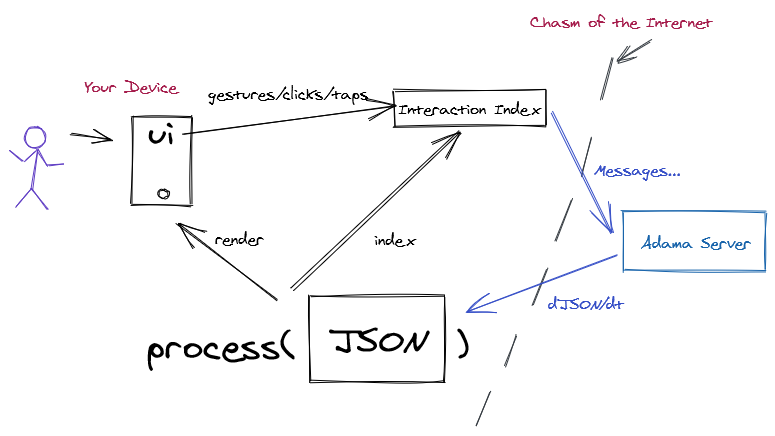 Chasm of the Internet
Your Device
gestures/clicks/taps
Interaction Index
ui
Messages...
render
index
Adama Server
dJSON/dt
process( JSON )